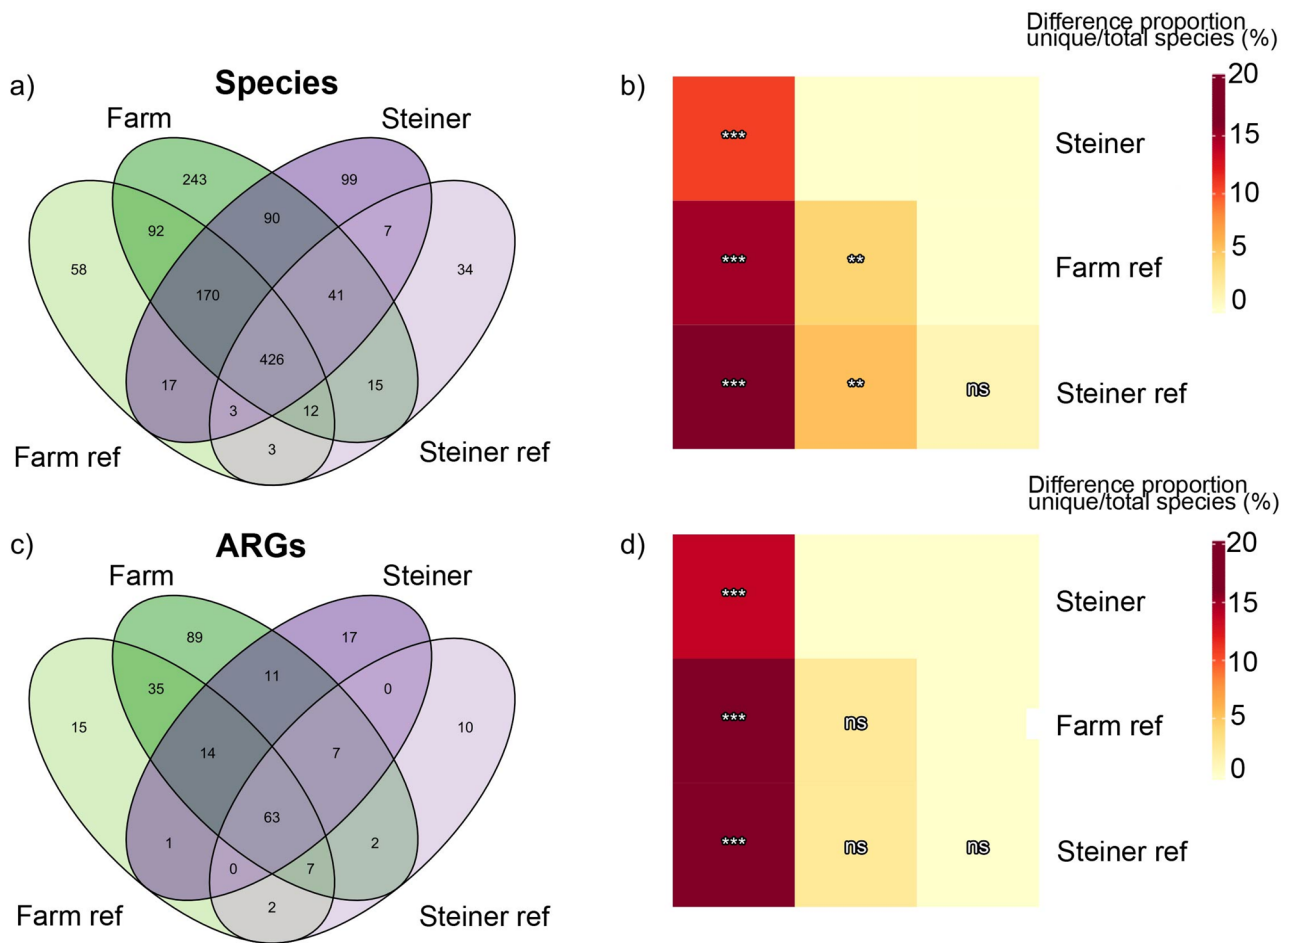 a)
Species
Farm
Steiner
243
99
92
90
7
58
34
170
41
426
17
15
3
12
3
Farm ref
Steiner ref
b)
Difference proportion
unique/total species (%)
20
15
10
5
0
***
Steiner
***
**
Farm ref
***
**
ns
Steiner ref
c)
ARGs
Farm
Steiner
89
17
35
11
0
15
10
14
7
63
1
2
0
7
2
Farm ref
Steiner ref
d)
Difference proportion
unique/total species (%)
20
15
10
5
0
***
Steiner
***
ns
Farm ref
***
ns
ns
Steiner ref